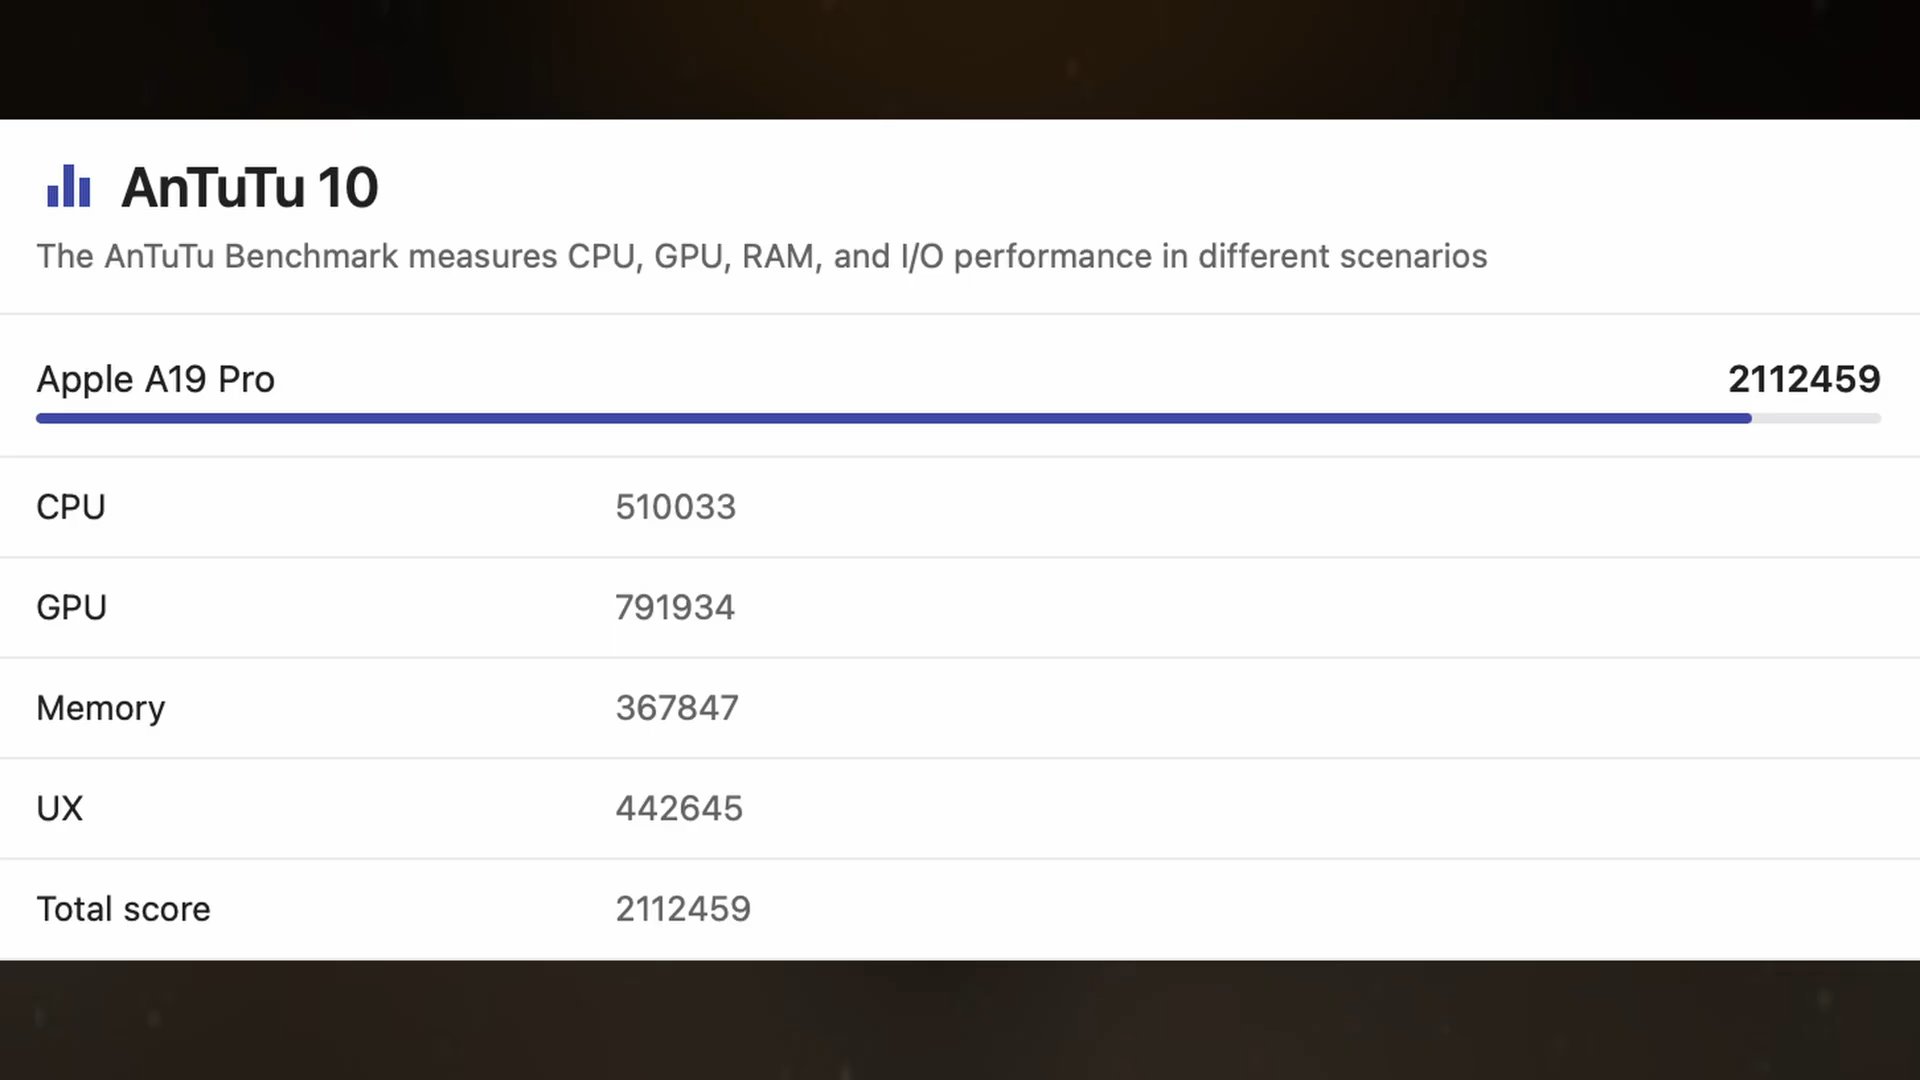 AnTuTu 10
The AnTuTu Benchmark measures CPU, GPU, RAM, and I/O performance in different scenarios
Apple A19 Pro 2112459
CPU 510033
GPU 791934
Memory 367847
UX 442645
Total score 2112459